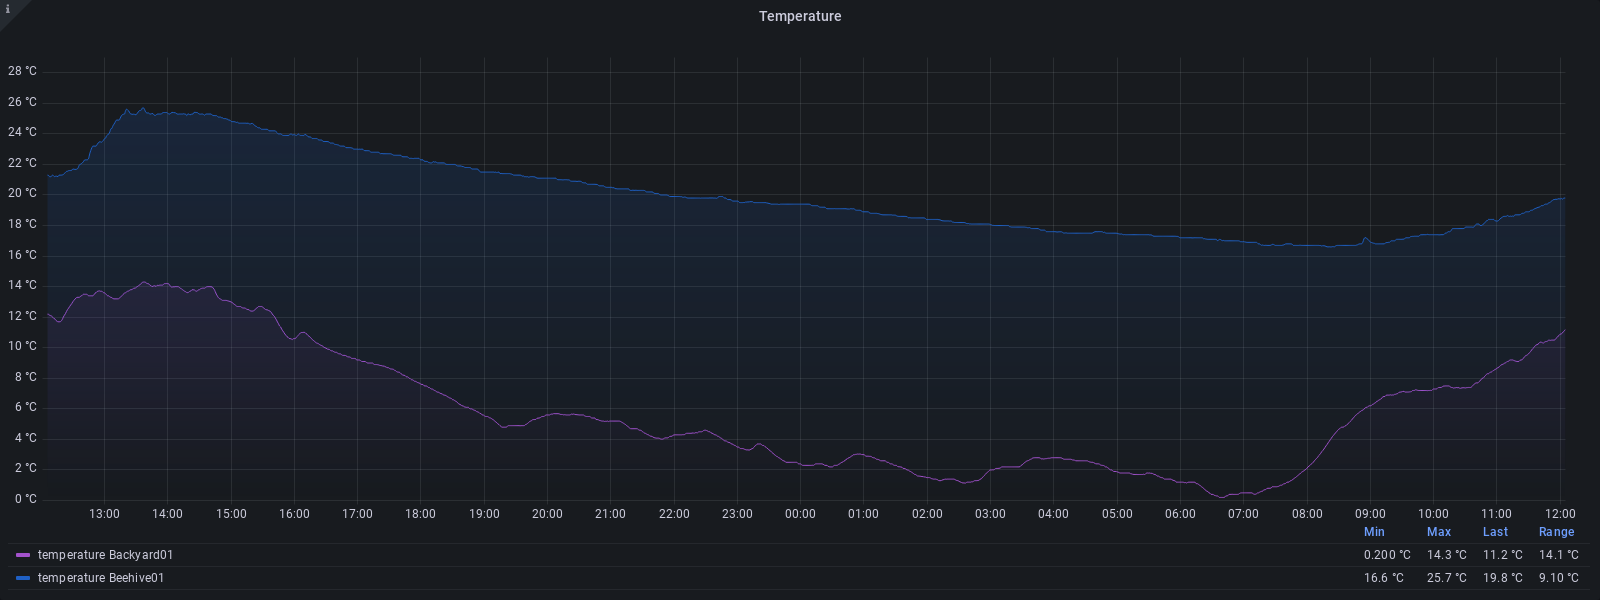 i
Temperature
28 °C
26 °C
24 °C
22 °C
20 °C
18 °C
16 °C
14 °C
12 °C
10 °C
8 °C
6 °C
4 °C
2 °C
0 °C
13:00 14:00 15:00 16:00 17:00 18:00 19:00 20:00 21:00 22:00 23:00 00:00 01:00 02:00 03:00 04:00 05:00 06:00 07:00 08:00 09:00 10:00 11:00 12:00
Min Max Last Range
temperature Backyard01 0.200 °C 14.3 °C 11.2 °C 14.1 °C
temperature Beehive01 16.6 °C 25.7 °C 19.8 °C 9.10 °C